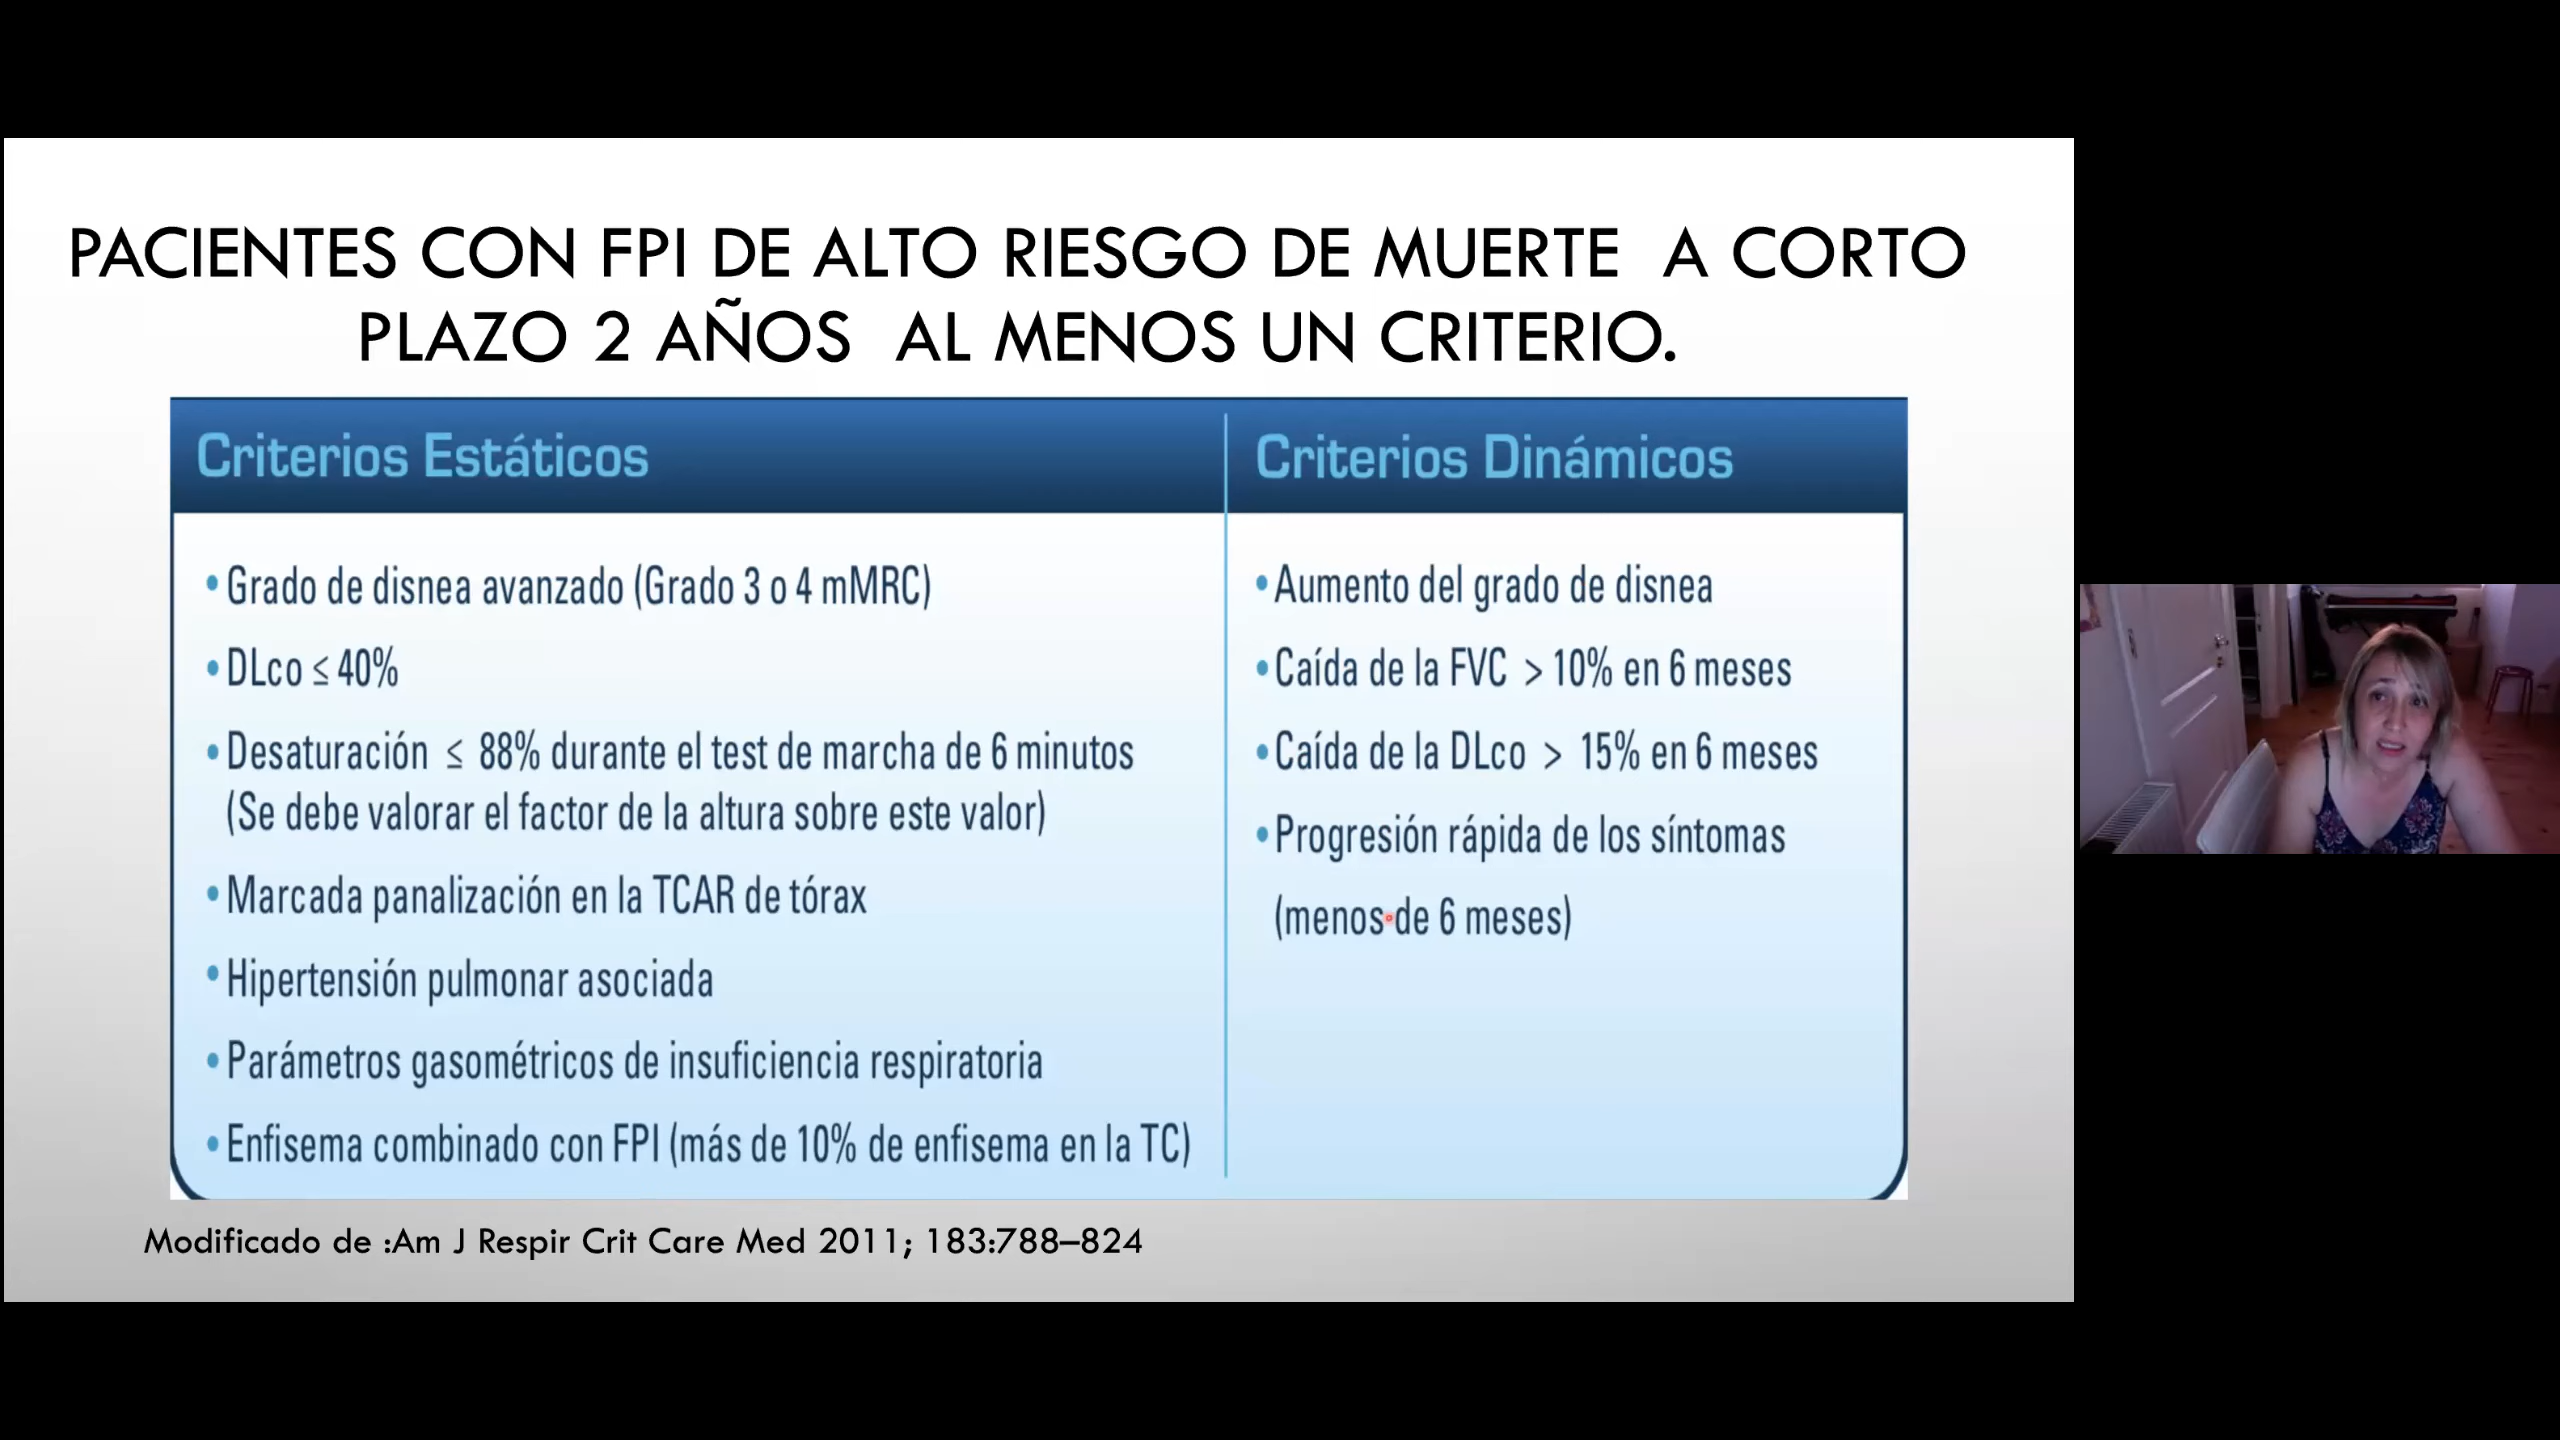 PACIENTES CON FPI DE ALTO RIESGO DE MUERTE A CORTO
PLAZO 2 AÑOS AL MENOS UN CRITERIO.
Criterios Estáticos
• Grado de disnea avanzado (Grado 3 o 4 mMRC)
• DLco ≤ 40%
• Desaturación ≤ 88% durante el test de marcha de 6 minutos
(Se debe valorar el factor de la altura sobre este valor)
• Marcada panalización en la TCAR de tórax
• Hipertensión pulmonar asociada
• Parámetros gasométricos de insuficiencia respiratoria
• Enfisema combinado con FPI (más de 10% de enfisema en la TC)
Criterios Dinámicos
• Aumento del grado de disnea
• Caída de la FVC > 10% en 6 meses
• Caída de la DLco > 15% en 6 meses
• Progresión rápida de los síntomas
(menos de 6 meses)
Modificado de :Am J Respir Crit Care Med 2011; 183:788–824